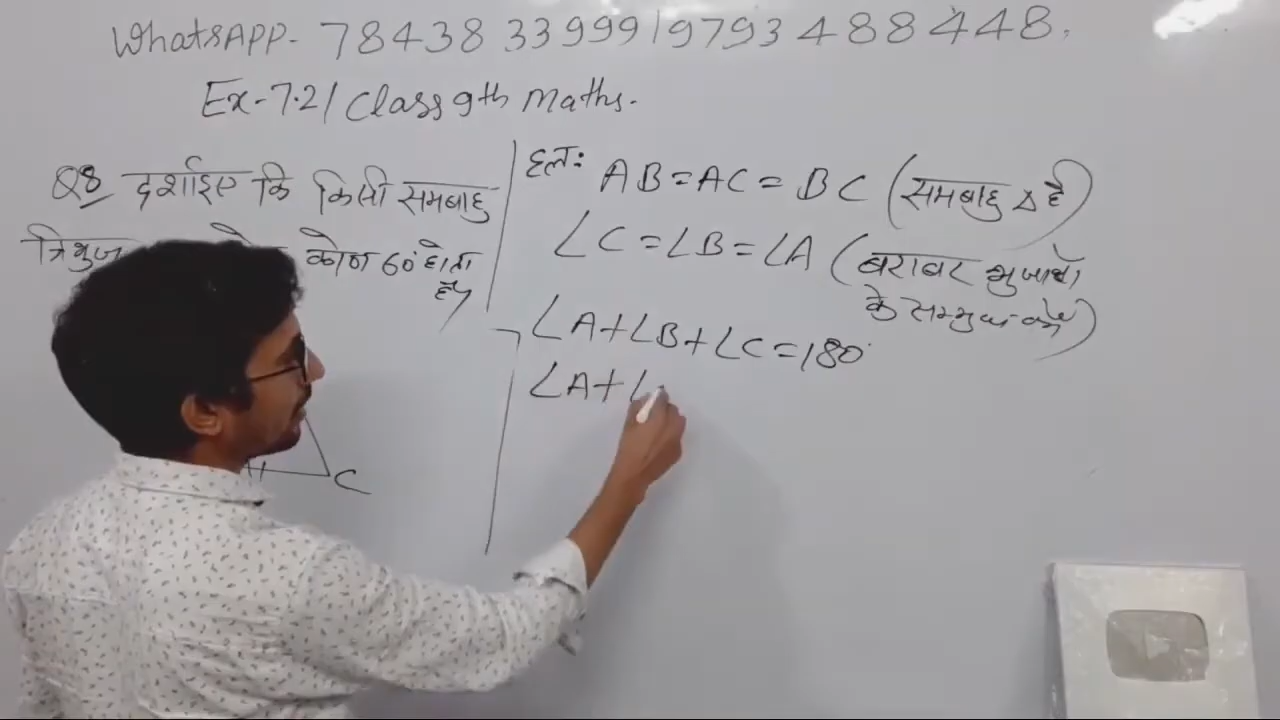 WhatsAPP- 78438 33999 | 9793 488448.
Ex-7.2 | Class 9th Maths.
Q8 दर्शाइए कि किसी समबाहु
त्रिभुज कोण 60° होता
है।
C
हलः AB = AC = BC (समबाहु Δ है)
∠C = ∠B = ∠A (बराबर भुजाओं
के सम्मुख कोण)
∠A + ∠B + ∠C = 180°
∠A + ∠